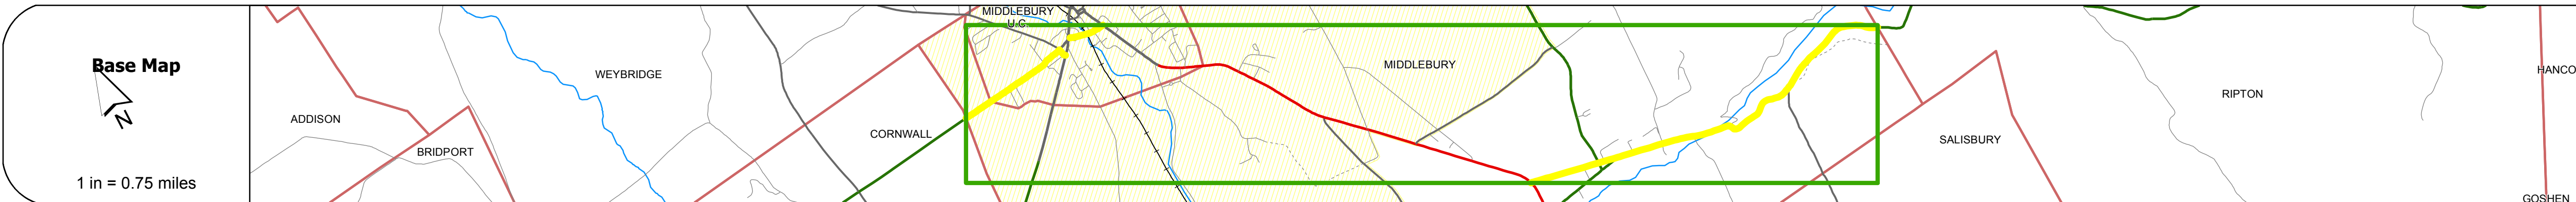 Base Map
N
1 in = 0.75 miles
ADDISON
BRIDPORT
WEYBRIDGE
CORNWALL
MIDDLEBURY
U.C.
MIDDLEBURY
SALISBURY
RIPTON
HANCO
GOSHEN